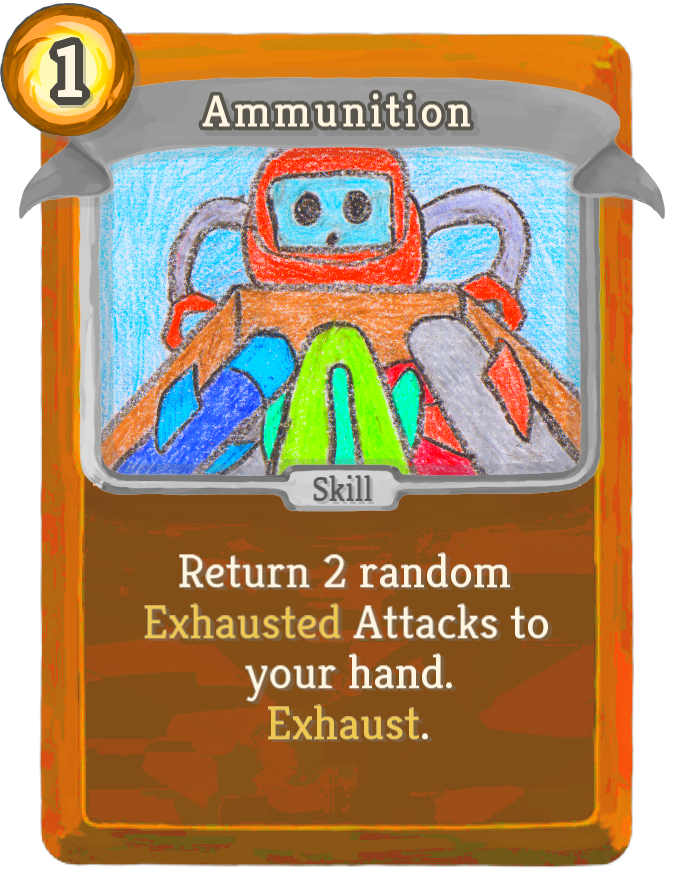 1
Ammunition
Skill
Return 2 random
Exhausted Attacks to
your hand.
Exhaust.